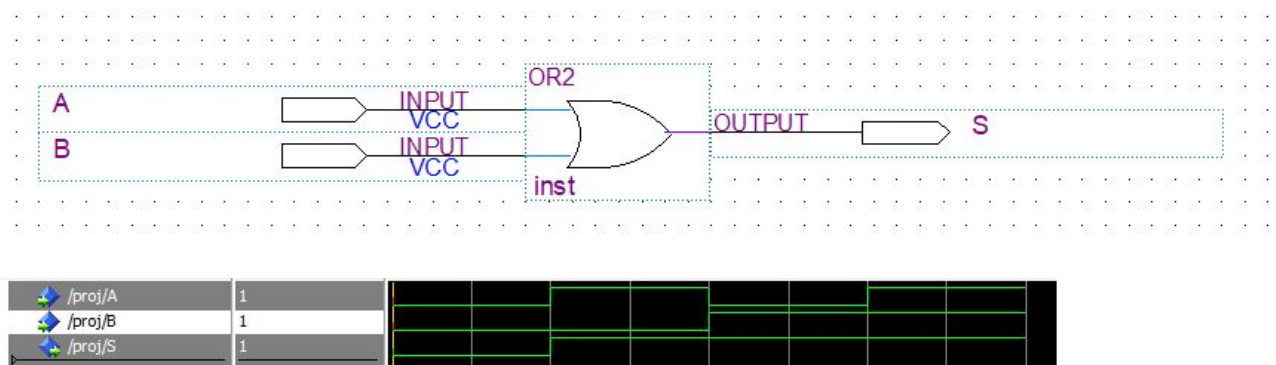 OR2
A INPUT
VCC
OUTPUT S
B INPUT
VCC
inst
/proj/A 1
/proj/B 1
/proj/S 1